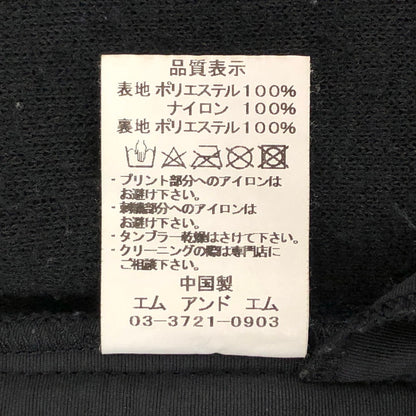 品質表示
表地 ポリエステル100%
ナイロン 100%
裏地 ポリエステル100%
・プリント部分へのアイロンは
お避け下さい。
・刺繍部分へのアイロンは
お避け下さい。
・タンブラー乾燥はさけて下さい。
・クリーニングの際は専門店に
ご相談下さい。
中国製
エム アンド エム
03-3721-0903